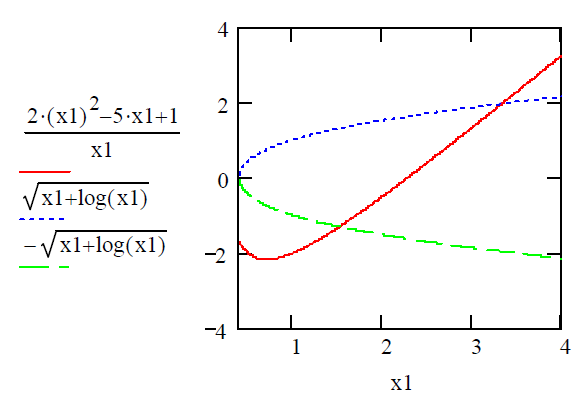 2·(x1)²−5·x1+1
x1
√x1+log(x1)
−√x1+log(x1)
4
2
0
−2
−4
1
2
3
4
x1